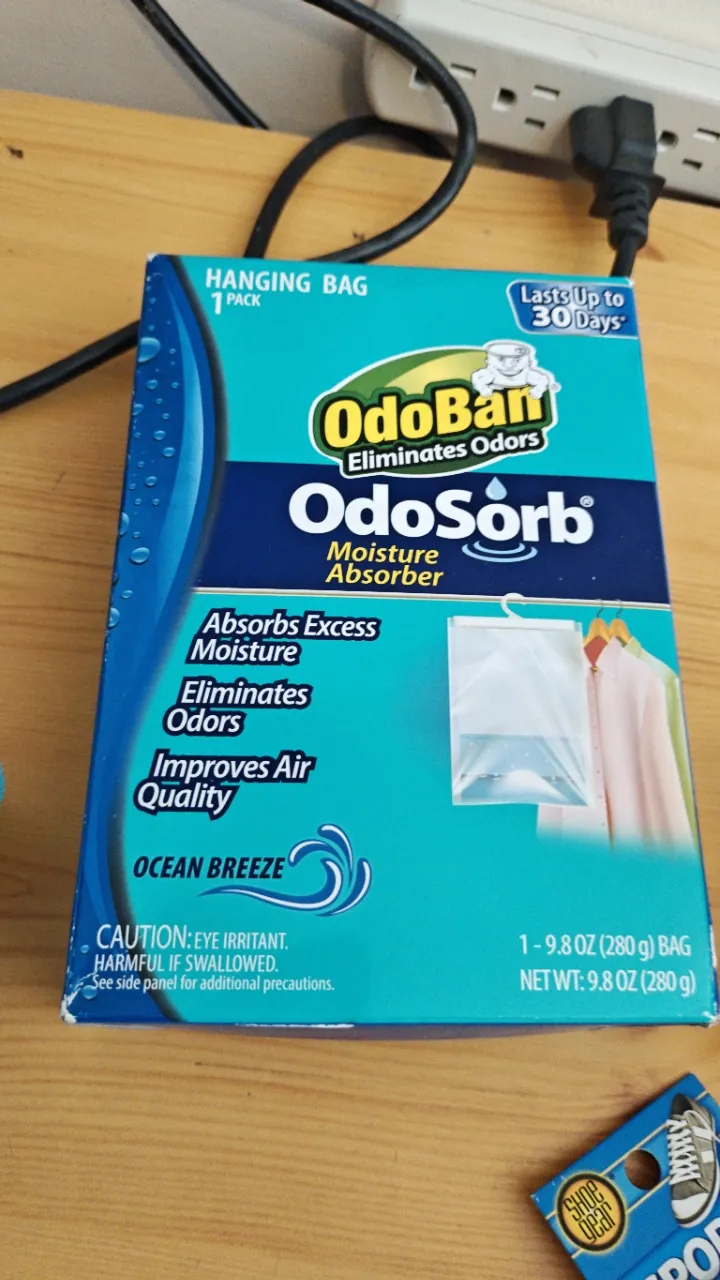 HANGING BAG
1 PACK
Lasts Up to
30 Days*
OdoBan®
Eliminates Odors
OdoSorb®
Moisture
Absorber
Absorbs Excess
Moisture
Eliminates
Odors
Improves Air
Quality
OCEAN BREEZE
CAUTION: EYE IRRITANT.
HARMFUL IF SWALLOWED.
See side panel for additional precautions.
1 - 9.8 OZ (280 g) BAG
NET WT: 9.8 OZ (280 g)
SHOE
gear